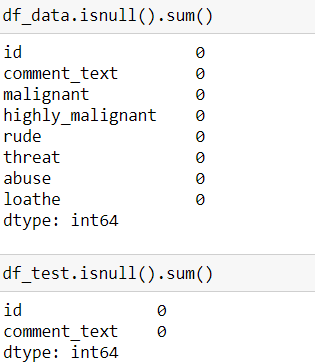 df_data.isnull().sum()
id 0
comment_text 0
malignant 0
highly_malignant 0
rude 0
threat 0
abuse 0
loathe 0
dtype: int64
df_test.isnull().sum()
id 0
comment_text 0
dtype: int64